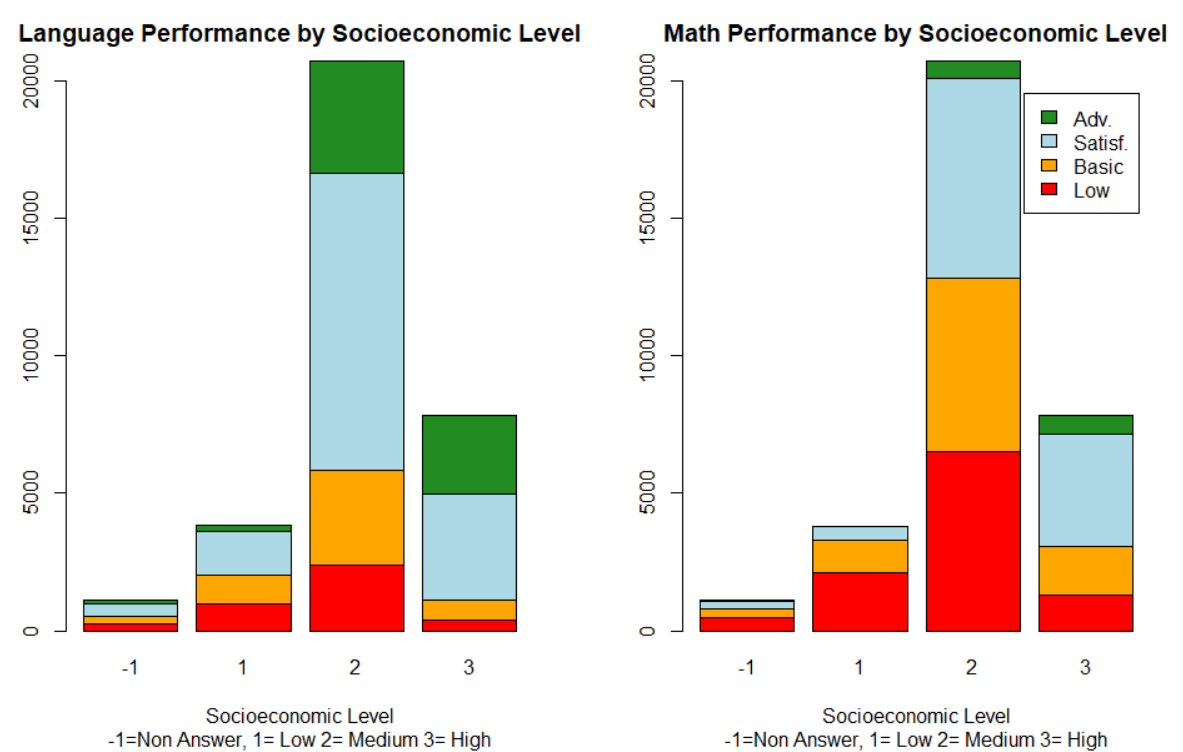 Language Performance by Socioeconomic Level
20000
15000
10000
5000
0
-1 1 2 3
Socioeconomic Level
-1=Non Answer, 1= Low 2= Medium 3= High
Math Performance by Socioeconomic Level
20000
15000
10000
5000
0
Adv.
Satisf.
Basic
Low
-1 1 2 3
Socioeconomic Level
-1=Non Answer, 1= Low 2= Medium 3= High